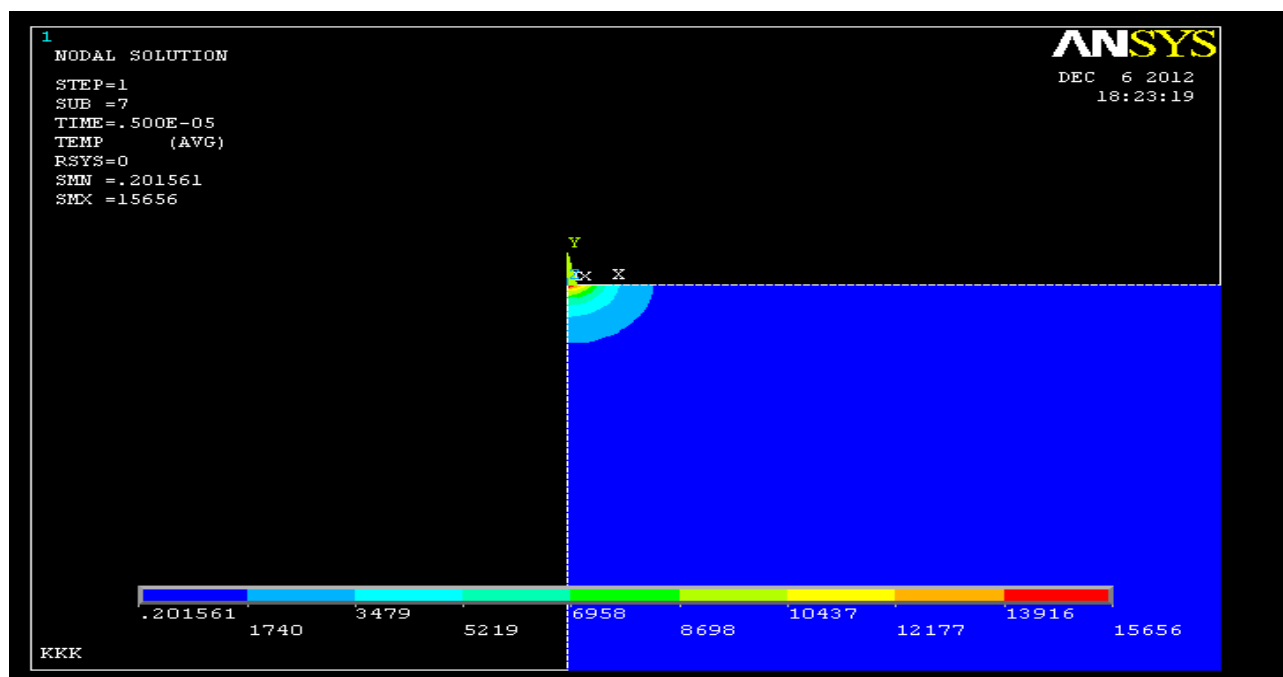 1
NODAL SOLUTION
STEP=1
SUB =7
TIME=.500E-05
TEMP (AVG)
RSYS=0
SMN =.201561
SMX =15656
ANSYS
DEC 6 2012
18:23:19
Y
X X
.201561 3479 6958 10437 13916
1740 5219 8698 12177 15656
KKK